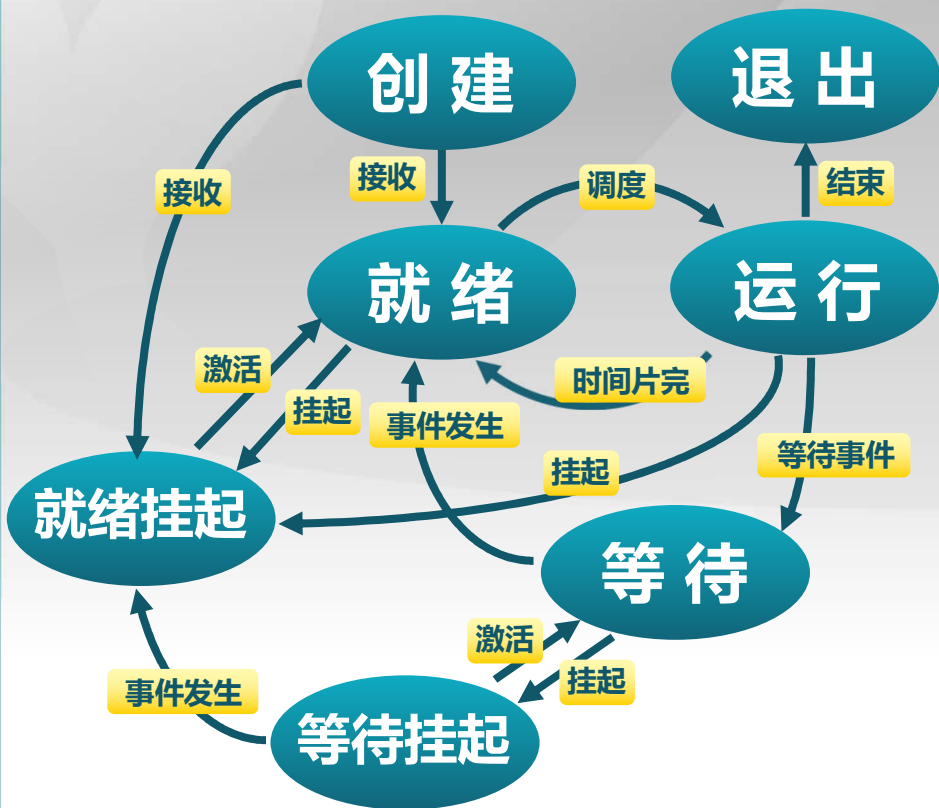 创建
退出
接收
接收
调度
结束
就绪
运行
激活
挂起
时间片完
事件发生
挂起
等待事件
就绪挂起
等待
激活
挂起
事件发生
等待挂起